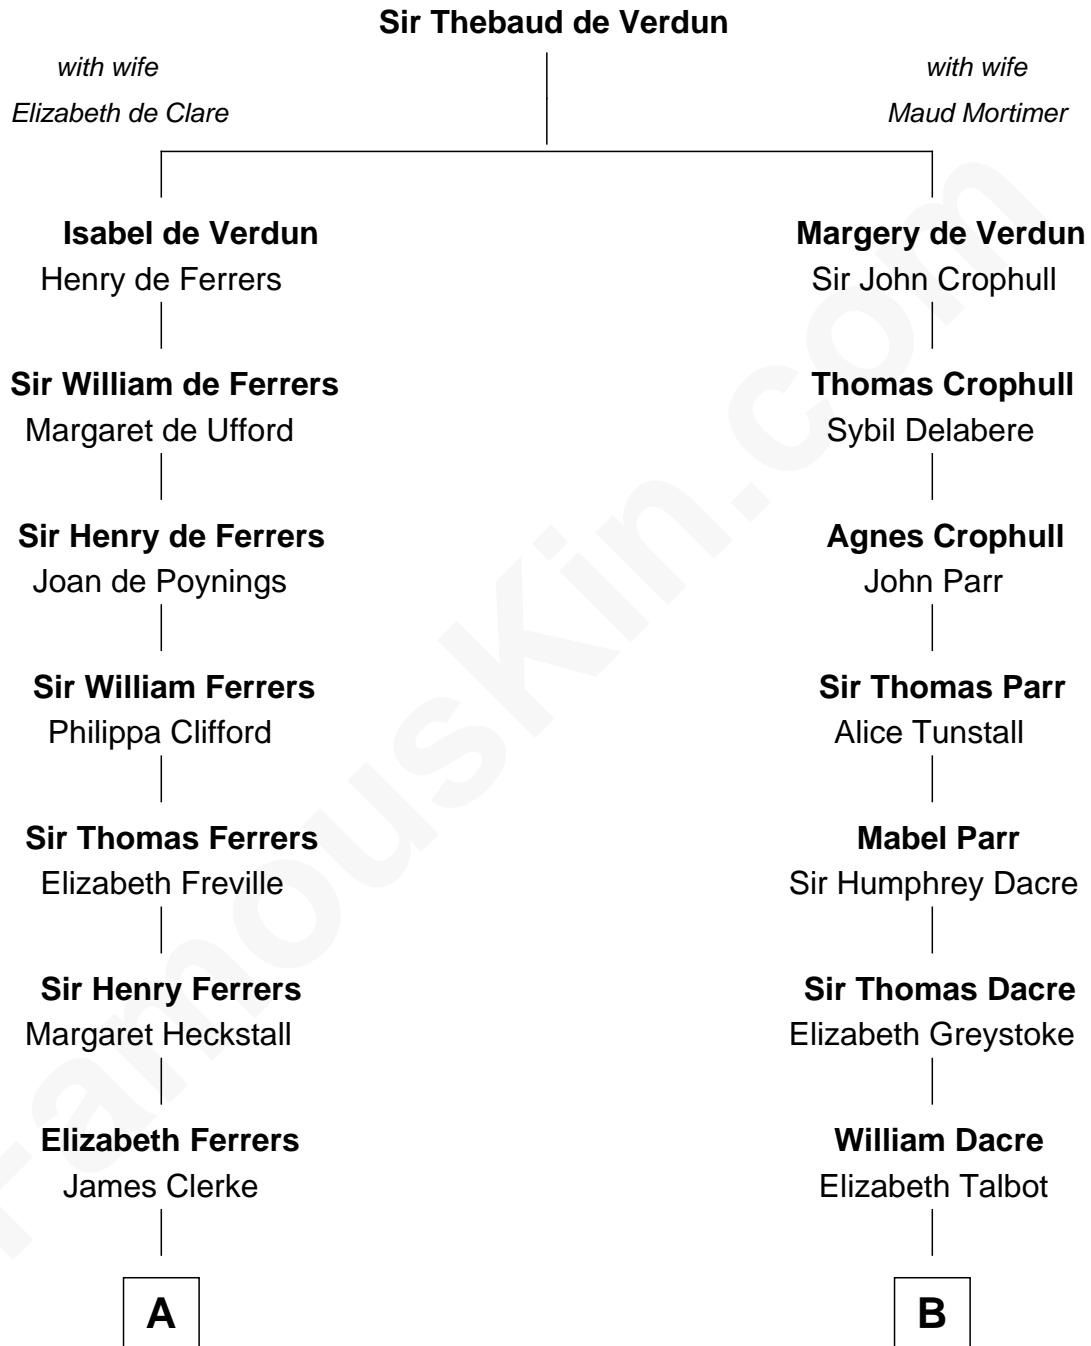 Sir Thebaud de Verdun
with wife
Elizabeth de Clare
with wife
Maud Mortimer
Isabel de Verdun
Henry de Ferrers
Margery de Verdun
Sir John Crophull
Sir William de Ferrers
Margaret de Ufford
Thomas Crophull
Sybil Delabere
Sir Henry de Ferrers
Joan de Poynings
Agnes Crophull
John Parr
Sir William Ferrers
Philippa Clifford
Sir Thomas Parr
Alice Tunstall
Sir Thomas Ferrers
Elizabeth Freville
Mabel Parr
Sir Humphrey Dacre
Sir Henry Ferrers
Margaret Heckstall
Sir Thomas Dacre
Elizabeth Greystoke
Elizabeth Ferrers
James Clerke
William Dacre
Elizabeth Talbot
A
B
FamousKin.com